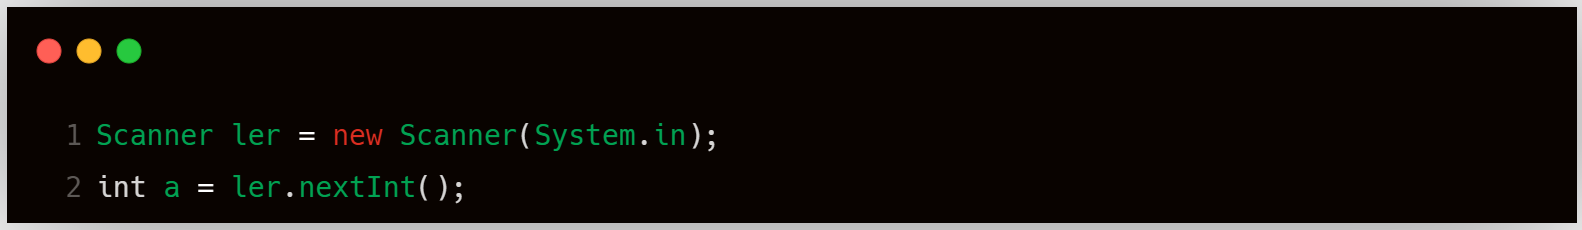 1 Scanner ler = new Scanner(System.in);
2 int a = ler.nextInt();